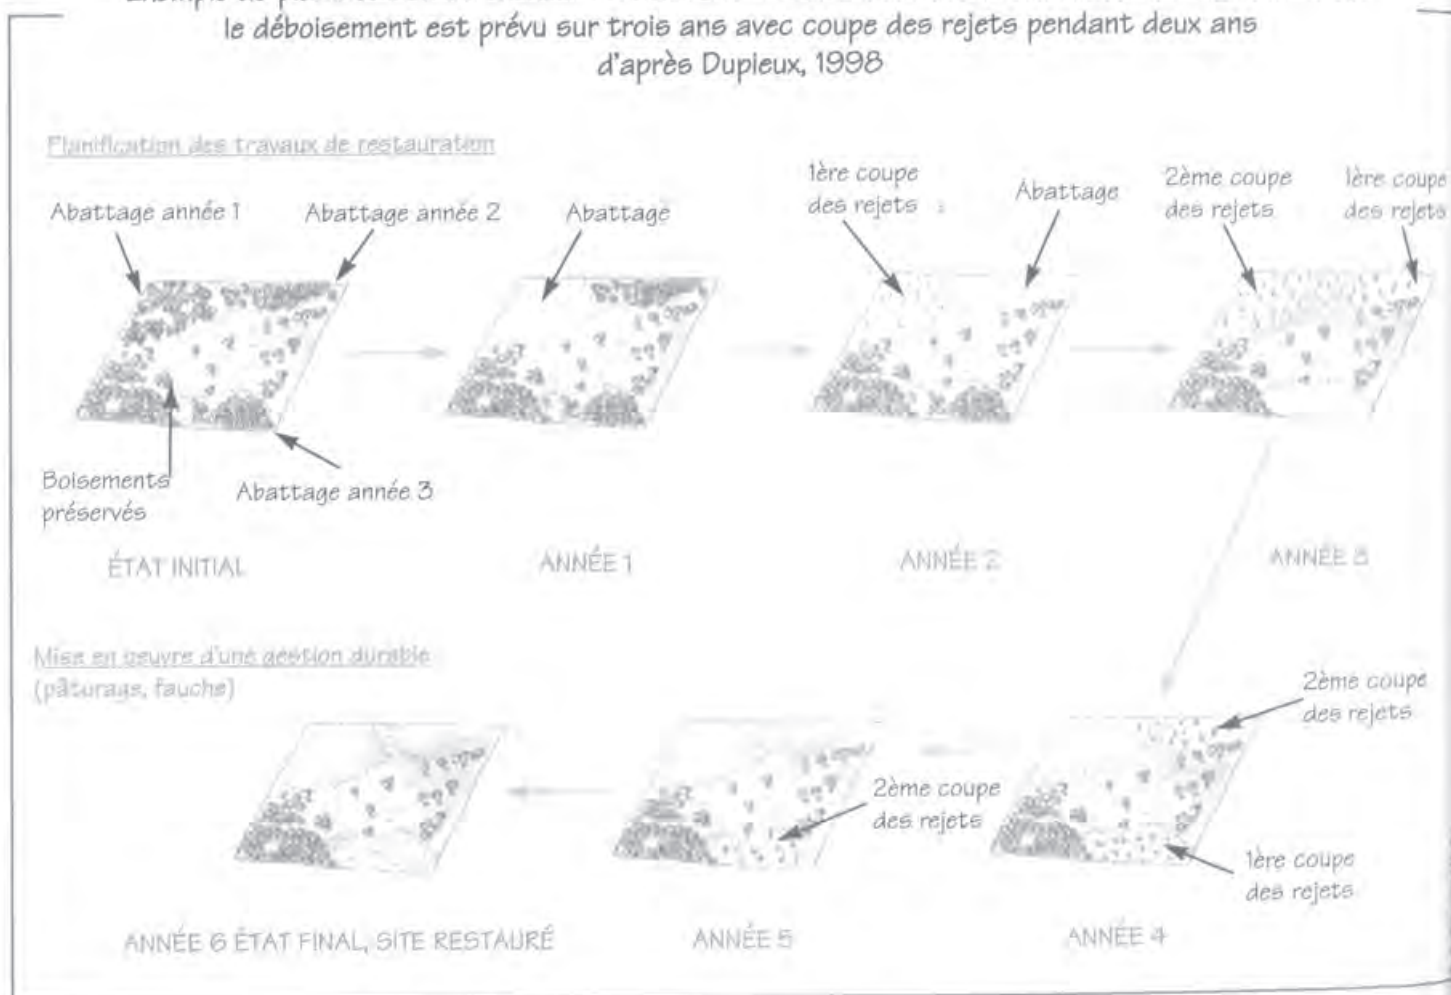 le déboisement est prévu sur trois ans avec coupe des rejets pendant deux ans
d'après Dupieux, 1998
Planification des travaux de restauration
Abattage année 1
Abattage année 2
Abattage
1ère coupe
des rejets
Abattage
2ème coupe
des rejets
1ère coupe
des rejets
Boisements
préservés
Abattage année 3
ÉTAT INITIAL
ANNÉE 1
ANNÉE 2
ANNÉE 3
Mise en oeuvre d'une gestion durable
(pâturage, fauche)
2ème coupe
des rejets
2ème coupe
des rejets
1ère coupe
des rejets
ANNÉE 6 ÉTAT FINAL, SITE RESTAURÉ
ANNÉE 5
ANNÉE 4